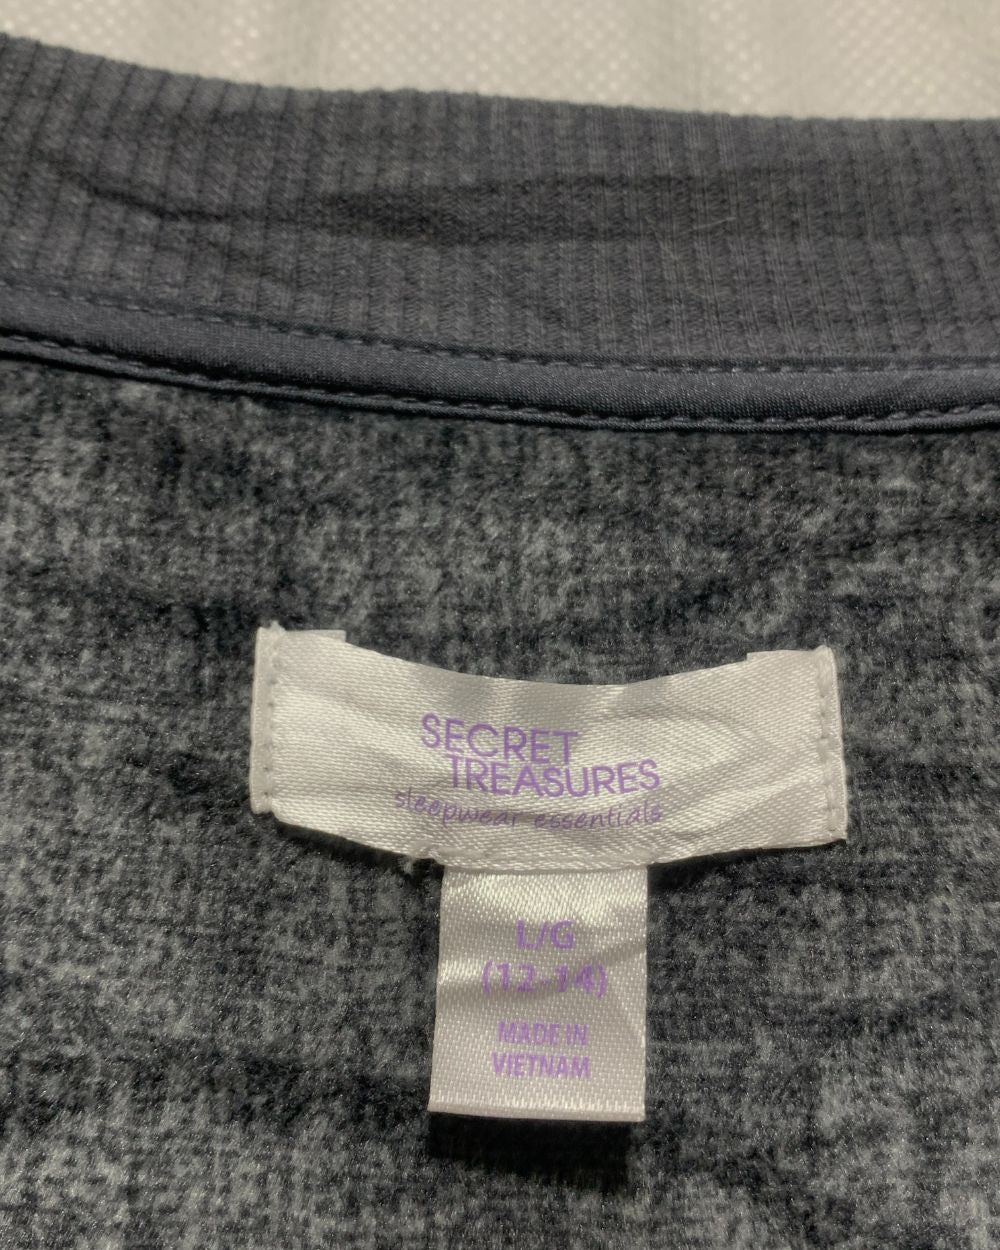 SECRET
TREASURES
sleepwear essentials
L/G
(12-14)
MADE IN
VIETNAM